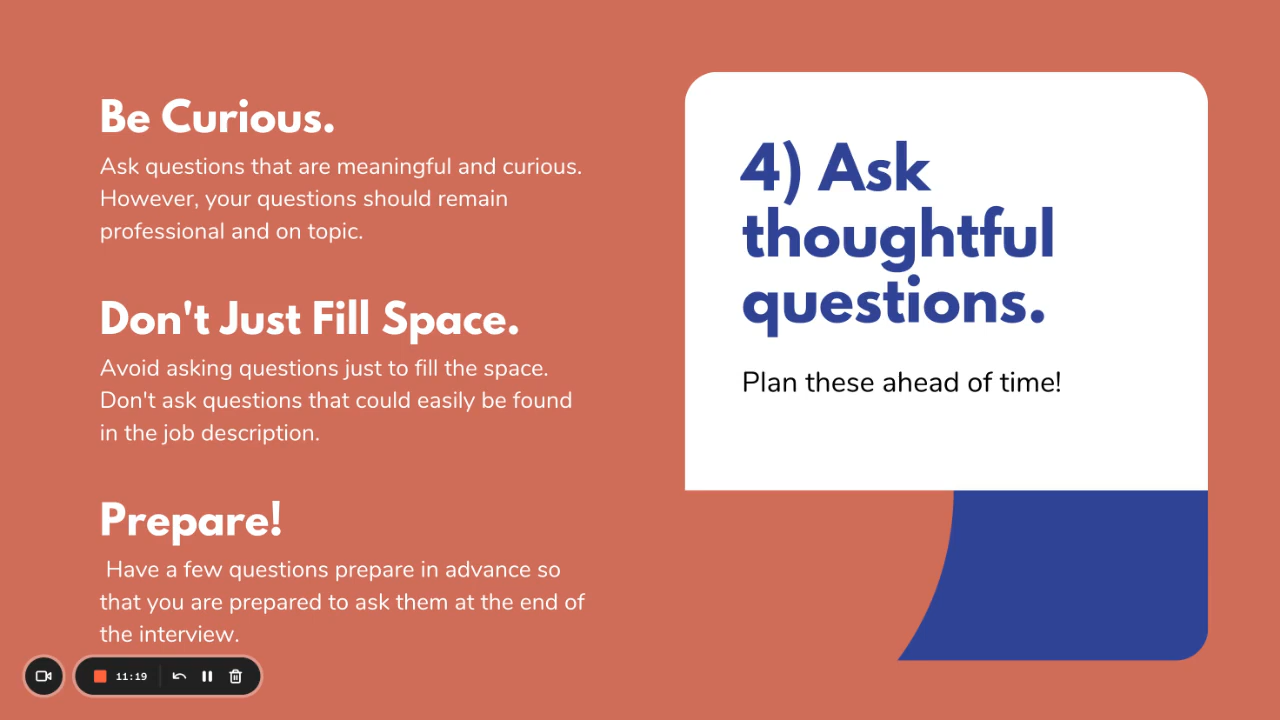 Be Curious.
Ask questions that are meaningful and curious.
However, your questions should remain
professional and on topic.
Don't Just Fill Space.
Avoid asking questions just to fill the space.
Don't ask questions that could easily be found
in the job description.
Prepare!
Have a few questions prepare in advance so
that you are prepared to ask them at the end of
the interview.
4) Ask
thoughtful
questions.
Plan these ahead of time!
11:19